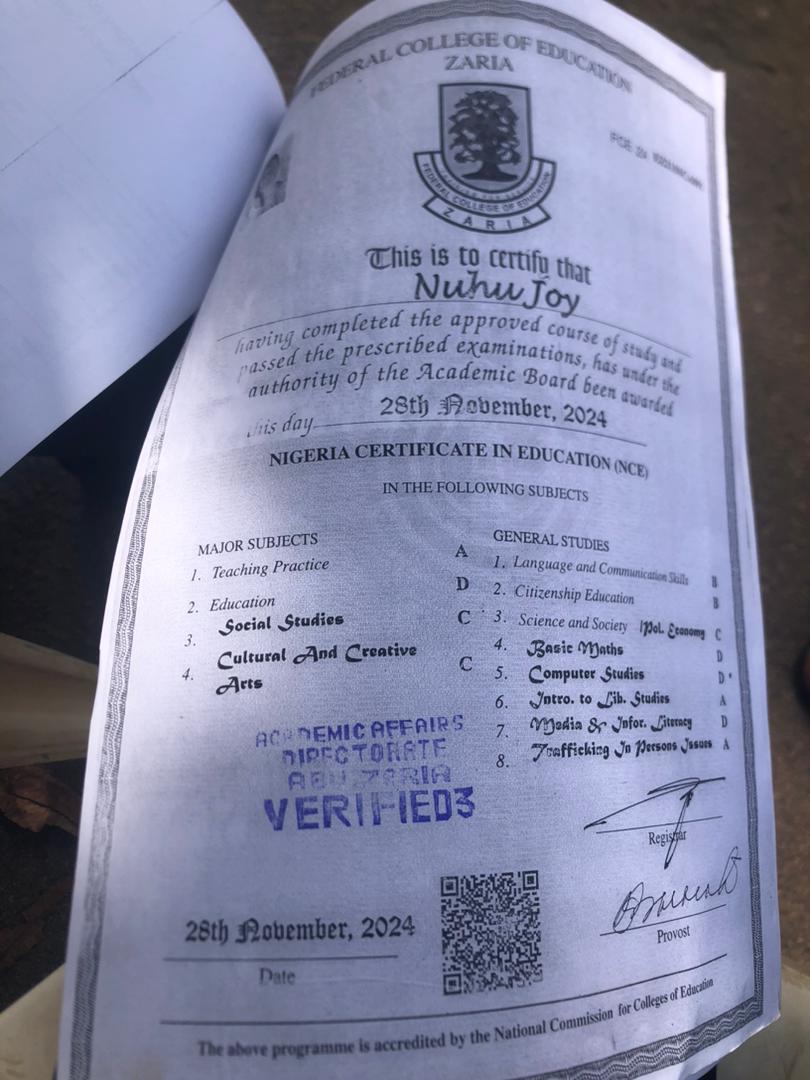 FEDERAL COLLEGE OF EDUCATION
ZARIA
FEDERAL COLLEGE OF EDUCATION
ZARIA
FCE
This is to certify that
Nuhu Joy
having completed the approved course of study and
passed the prescribed examinations, has under the
authority of the Academic Board been awarded
this day 28th November, 2024
NIGERIA CERTIFICATE IN EDUCATION (NCE)
IN THE FOLLOWING SUBJECTS
MAJOR SUBJECTS
1. Teaching Practice A
2. Education D
3. Social Studies C
4. Cultural And Creative Arts C
GENERAL STUDIES
1. Language and Communication Skills B
2. Citizenship Education B
3. Science and Society /Pol. Economy C
4. Basic Maths D
5. Computer Studies D
6. Intro. to Lib. Studies A
7. Media & Infor. Literacy D
8. Trafficking In Persons Issues A
ACADEMIC AFFAIRS
DIRECTORATE
ABU ZARIA
VERIFIED3
Registrar
28th November, 2024
Date
Provost
The above programme is accredited by the National Commission for Colleges of Education